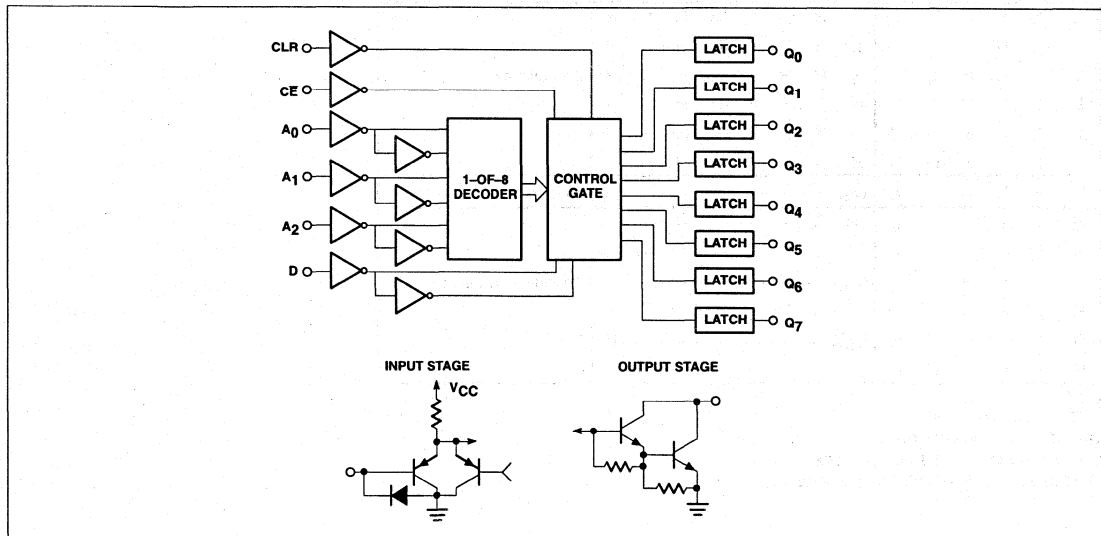 CLR
CE
A0
A1
A2
D
1–OF–8
DECODER
CONTROL
GATE
LATCH Q0
LATCH Q1
LATCH Q2
LATCH Q3
LATCH Q4
LATCH Q5
LATCH Q6
LATCH Q7
INPUT STAGE
VCC
OUTPUT STAGE